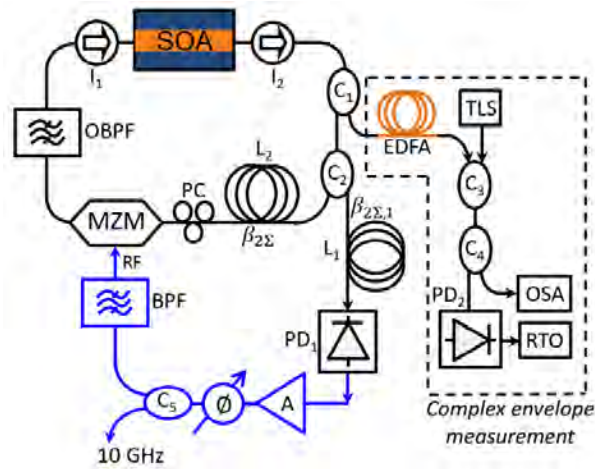 SOA
I₁
I₂
C₁
OBPF
EDFA
TLS
L₂
PC
C₂
C₃
MZM
β₂Σ
β₂Σ,₁
L₁
C₄
RF
BPF
PD₂
OSA
PD₁
RTO
C₅
Ø
A
Complex envelope
measurement
10 GHz